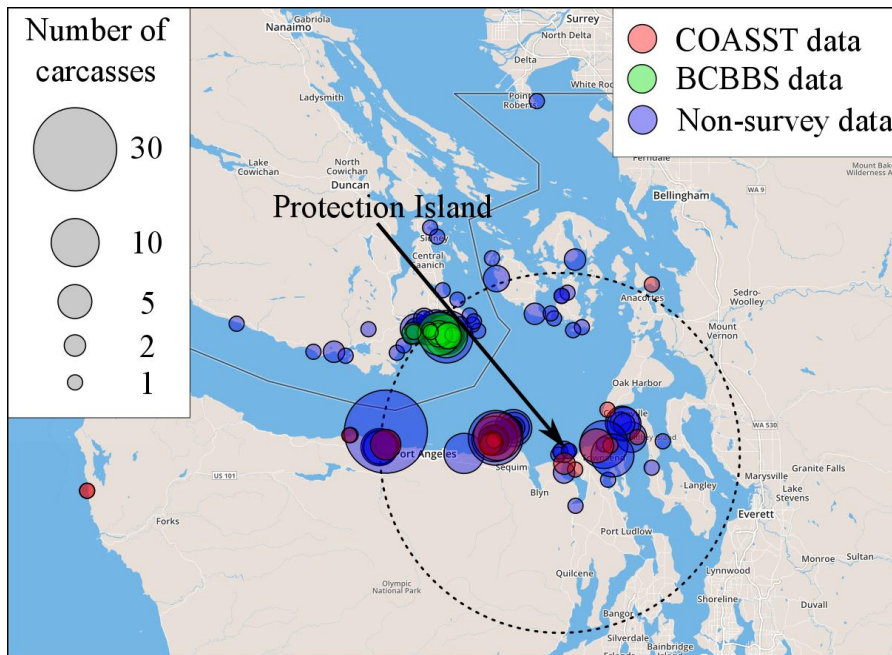 Number of
carcasses
30
10
5
2
1
COASST data
BCBBS data
Non-survey data
Protection Island
Gabriola
Nanaimo
Surrey
North Delta
Delta
Point
Roberts
White Roc
Ladysmith
Lake
Cowichan
North
Cowichan
Duncan
Ferndale
Mount Baker
Wilderness A
WA 9
Bellingham
Sidney
Central
Saanich
Anacortes
Sedro-
Woolley
Mount
Vernon
Oak Harbor
WA 530
Port Angeles
Sequim
Townsend
Blyn
US 101
Forks
Marysville
Granite Falls
Lake
Stevens
Langley
Everett
Port Ludlow
Quilcene
Olympic
National Park
Monroe
Sultan
Lynnwood
Shoreline
Duvall
Bangor
Silverdale
Bainbridge